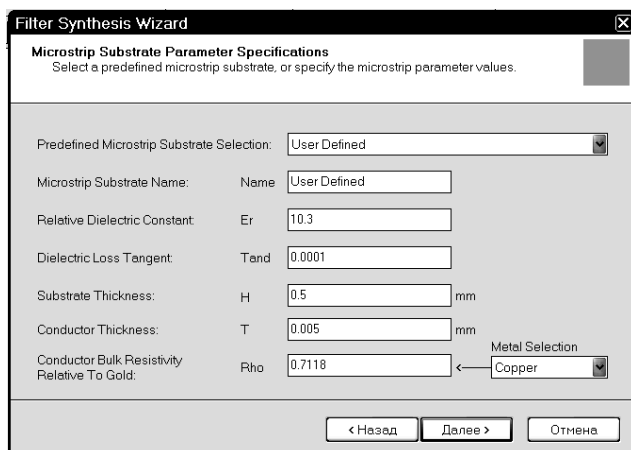 Filter Synthesis Wizard
Microstrip Substrate Parameter Specifications
Select a predefined microstrip substrate, or specify the microstrip parameter values.
Predefined Microstrip Substrate Selection: User Defined
Microstrip Substrate Name: Name User Defined
Relative Dielectric Constant: Er 10.3
Dielectric Loss Tangent: Tand 0.0001
Substrate Thickness: H 0.5 mm
Conductor Thickness: T 0.005 mm
Metal Selection
Conductor Bulk Resistivity
Relative To Gold: Rho 0.7118 Copper
< Назад Далее > Отмена